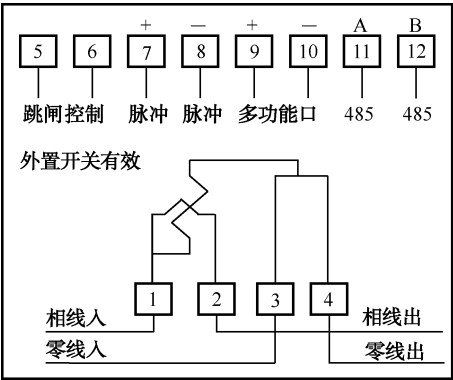 + — + — A B
5 6 7 8 9 10 11 12
跳闸控制 脉冲 脉冲 多功能口 485 485
外置开关有效
1 2 3 4
相线入 相线出
零线入 零线出